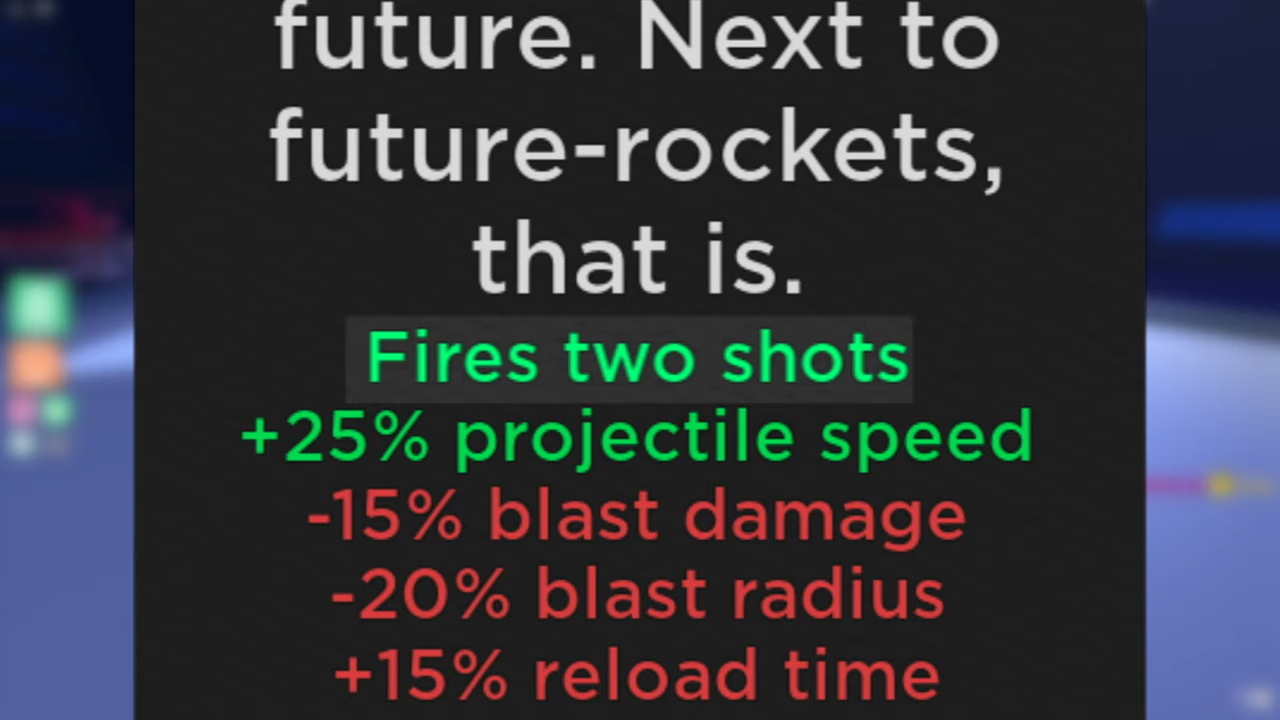 future. Next to
future-rockets,
that is.
Fires two shots
+25% projectile speed
-15% blast damage
-20% blast radius
+15% reload time